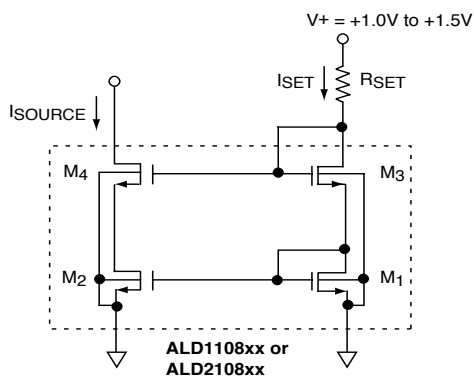 V+ = +1.0V to +1.5V
ISET
RSET
ISOURCE
M4
M3
M2
M1
ALD1108xx or
ALD2108xx